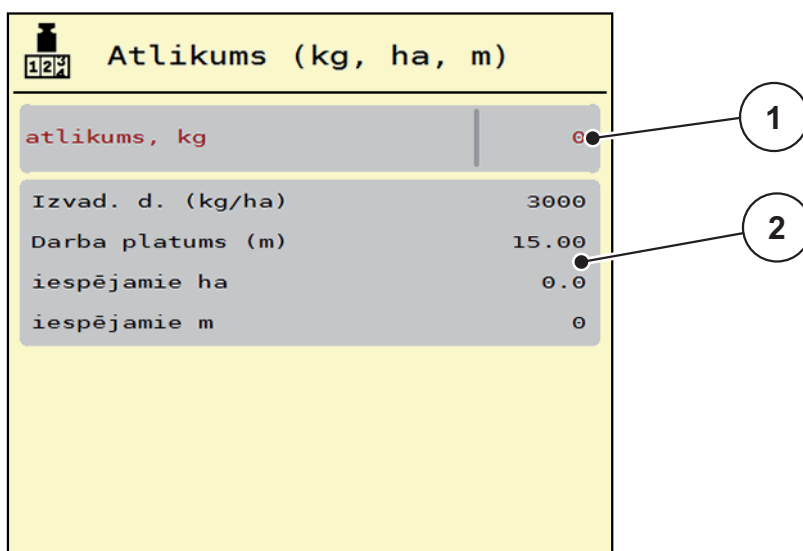 123 Atlikums (kg, ha, m)
atlikums, kg 0
1
Izvad. d. (kg/ha) 3000
Darba platums (m) 15.00
2
iespējamie ha 0.0
iespējamie m 0